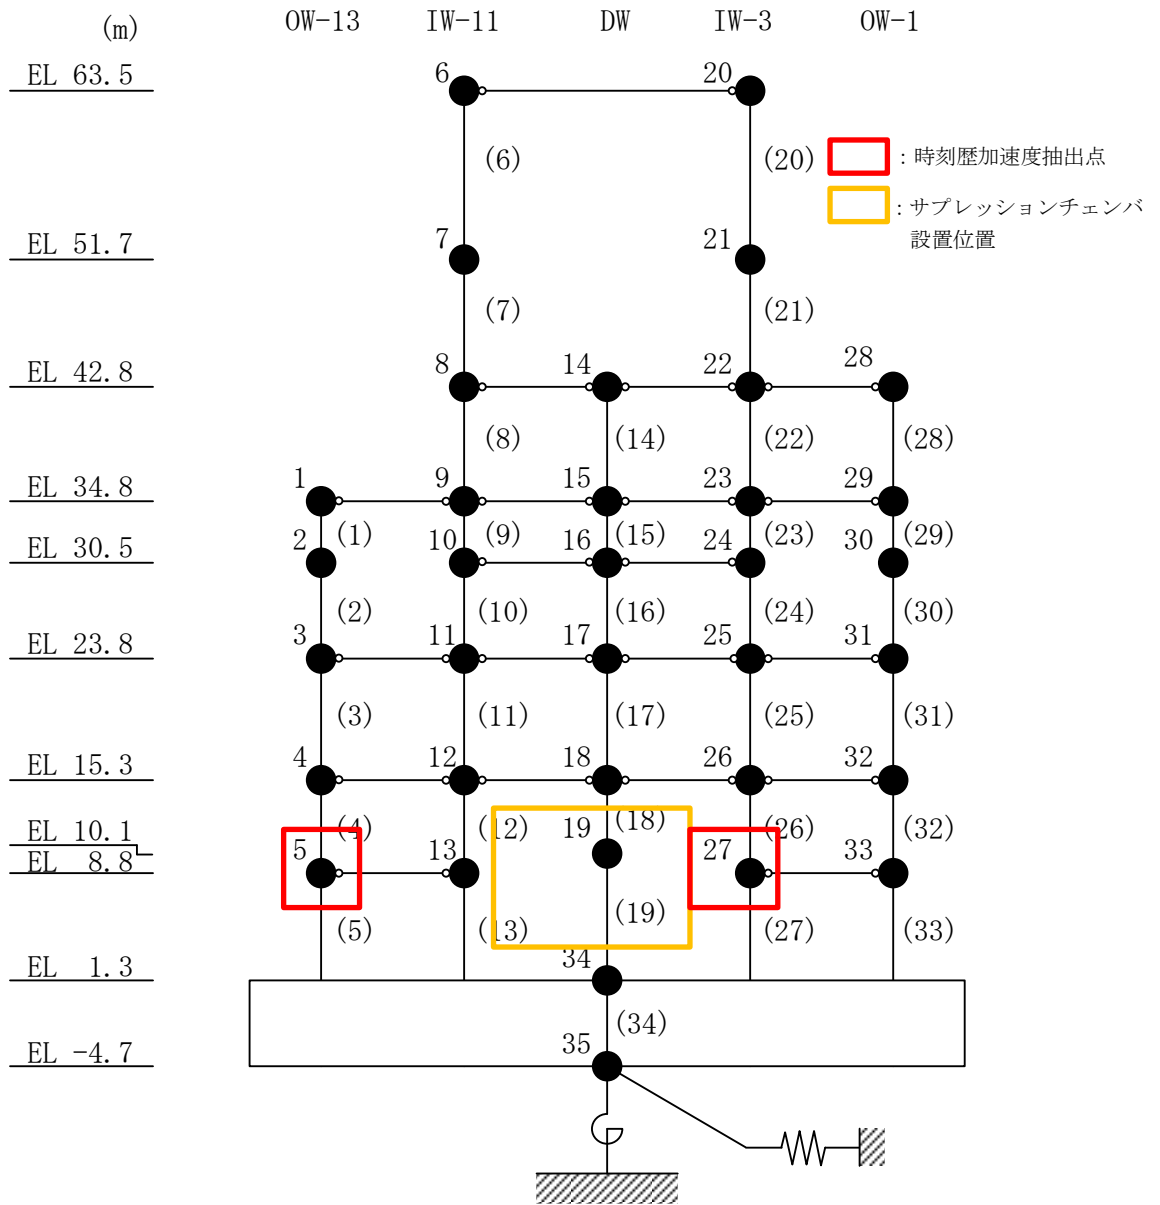 (m) OW-13 IW-11 DW IW-3 OW-1
EL 63.5 6 20
(6) (20)
:時刻歴加速度抽出点
:サプレッションチェンバ
設置位置
EL 51.7 7 21
(7) (21)
EL 42.8 8 14 22 28
(8) (14) (22) (28)
EL 34.8 1 9 15 23 29
(1) (9) (15) (23) (29)
EL 30.5 2 10 16 24 30
(2) (10) (16) (24) (30)
EL 23.8 3 11 17 25 31
(3) (11) (17) (25) (31)
EL 15.3 4 12 18 26 32
(4) (12) (18) (26) (32)
EL 10.1 19
EL 8.8 5 13 27 33
(5) (13) (19) (27) (33)
EL 1.3 34
(34)
EL -4.7 35